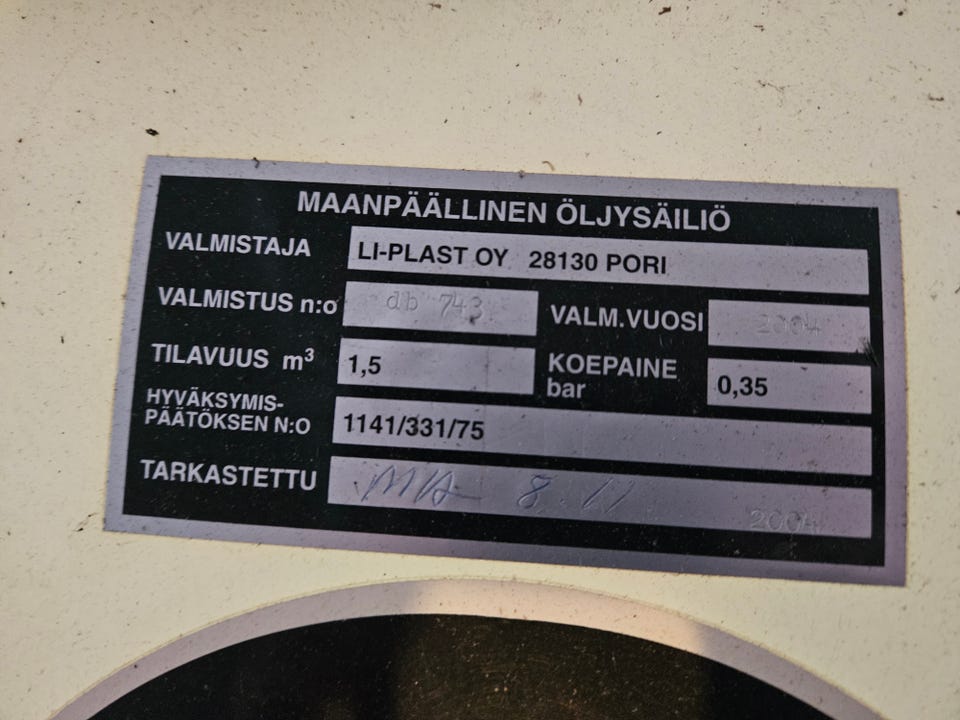 MAANPÄÄLLINEN ÖLJYSÄILIÖ
VALMISTAJA LI-PLAST OY 28130 PORI
VALMISTUS n:o db 743 VALM.VUOSI 2004
TILAVUUS m³ 1,5 KOEPAINE bar 0,35
HYVÄKSYMIS-
PÄÄTÖKSEN N:O 1141/331/75
TARKASTETTU 8.11 2004